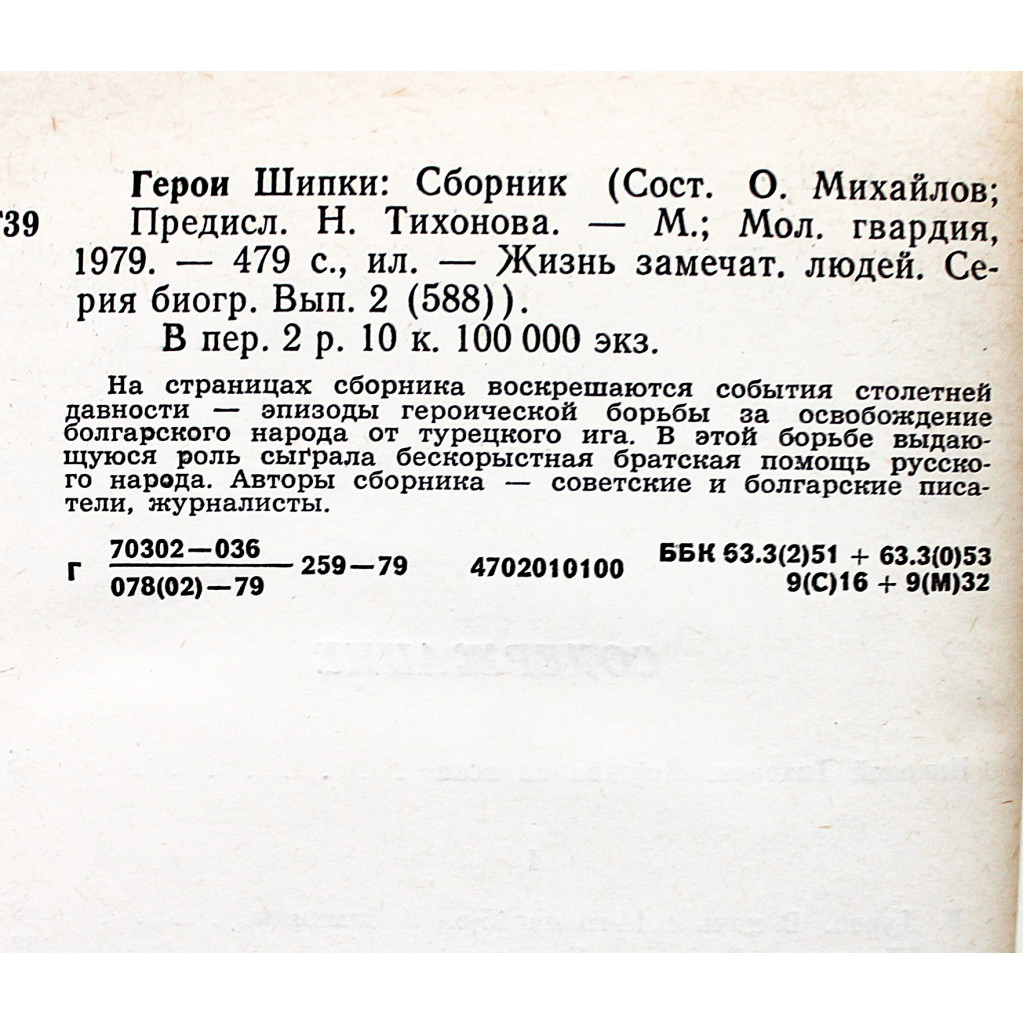 Герои Шипки: Сборник (Сост. О. Михайлов;
Г39 Предисл. Н. Тихонова. — М.; Мол. гвардия,
1979. — 479 с., ил. — Жизнь замечат. людей. Се-
рия биогр. Вып. 2 (588)).
В пер. 2 р. 10 к. 100 000 экз.
На страницах сборника воскрешаются события столетней
давности — эпизоды героической борьбы за освобождение
болгарского народа от турецкого ига. В этой борьбе выдаю-
щуюся роль сыграла бескорыстная братская помощь русско-
го народа. Авторы сборника — советские и болгарские писа-
тели, журналисты.
Г 70302—036 259—79 4702010100 ББК 63.3(2)51 + 63.3(0)53
078(02)—79 9(С)16 + 9(М)32
СОДЕРЖАНИЕ